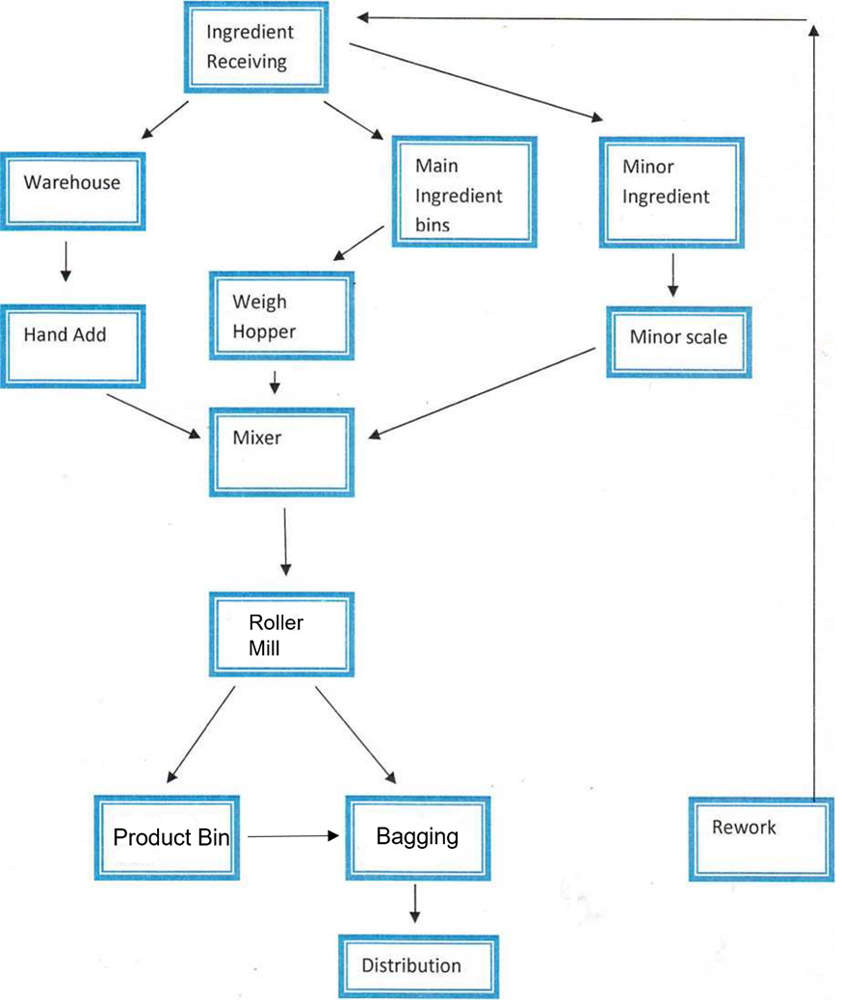 Ingredient
Receiving
Warehouse
Main
Ingredient
bins
Minor
Ingredient
Hand Add
Weigh
Hopper
Minor scale
Mixer
Roller
Mill
Product Bin
Bagging
Rework
Distribution